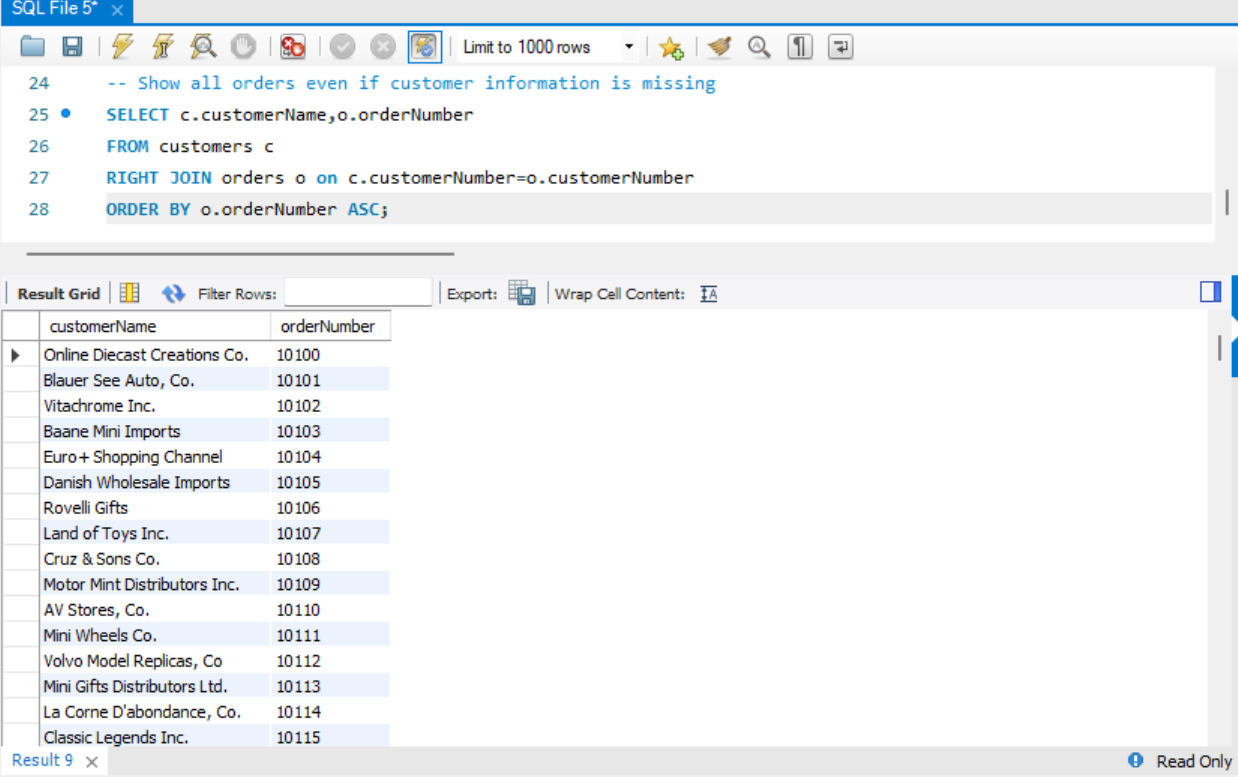 SQL File 5* ×
Limit to 1000 rows
24 -- Show all orders even if customer information is missing
25 SELECT c.customerName,o.orderNumber
26 FROM customers c
27 RIGHT JOIN orders o on c.customerNumber=o.customerNumber
28 ORDER BY o.orderNumber ASC;
Result Grid Filter Rows: Export: Wrap Cell Content: IA
customerName orderNumber
Online Diecast Creations Co. 10100
Blauer See Auto, Co. 10101
Vitachrome Inc. 10102
Baane Mini Imports 10103
Euro+ Shopping Channel 10104
Danish Wholesale Imports 10105
Rovelli Gifts 10106
Land of Toys Inc. 10107
Cruz & Sons Co. 10108
Motor Mint Distributors Inc. 10109
AV Stores, Co. 10110
Mini Wheels Co. 10111
Volvo Model Replicas, Co 10112
Mini Gifts Distributors Ltd. 10113
La Corne D'abondance, Co. 10114
Classic Legends Inc. 10115
Result 9 × Read Only